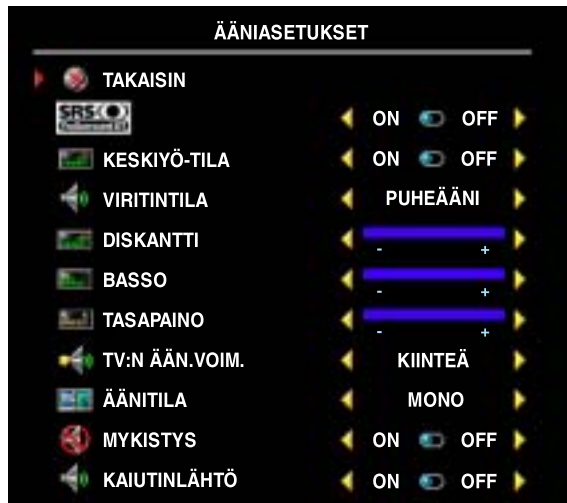 ÄÄNIASETUKSET
TAKAISIN
SRS(●)
ON OFF
KESKIYÖ-TILA ON OFF
VIRITINTILA PUHEÄÄNI
DISKANTTI
- +
BASSO
- +
TASAPAINO
- +
TV:N ÄÄN.VOIM. KIINTEÄ
ÄÄNITILA MONO
MYKISTYS ON OFF
KAIUTINLÄHTÖ ON OFF